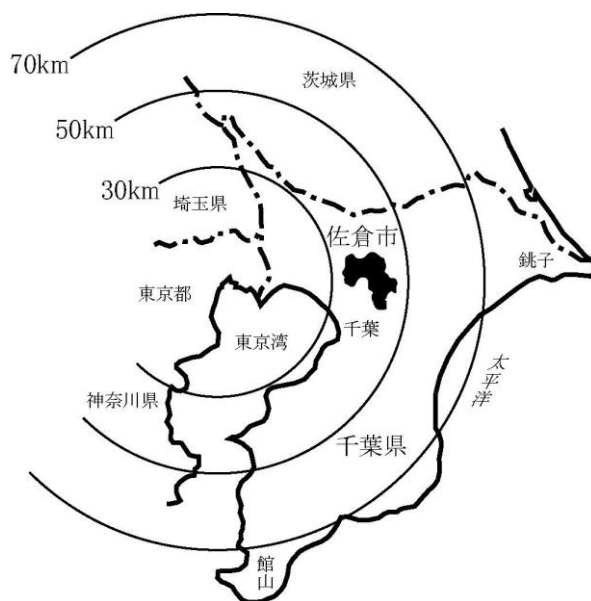 70km
茨城県
50km
30km
埼玉県
佐倉市
銚子
東京都
東京湾
千葉
太平洋
神奈川県
千葉県
館山